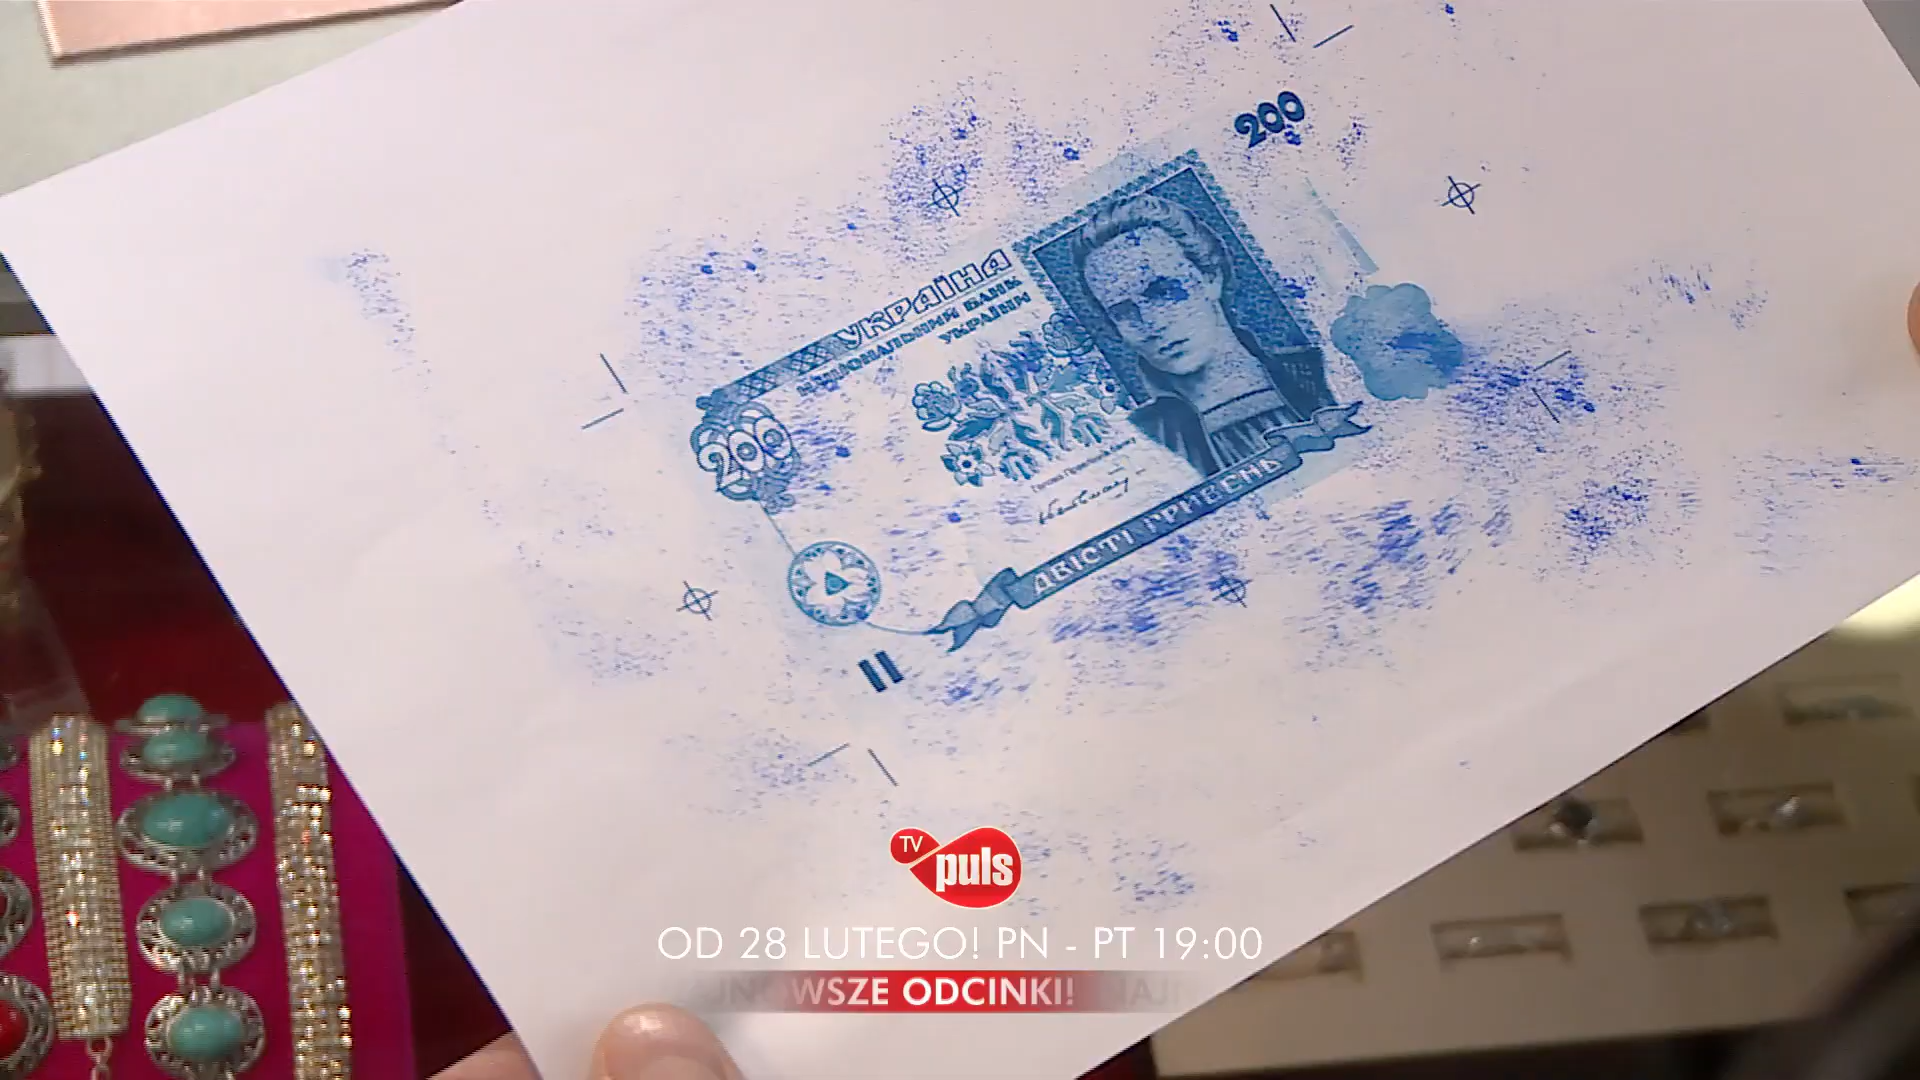 200
УКРАЇНА
НАЦІОНАЛЬНИЙ БАНК
УКРАЇНИ
200
ДВІСТІ ГРИВЕНЬ
TV
puls
OD 28 LUTEGO! PN - PT 19:00
WSZE ODCINKI!